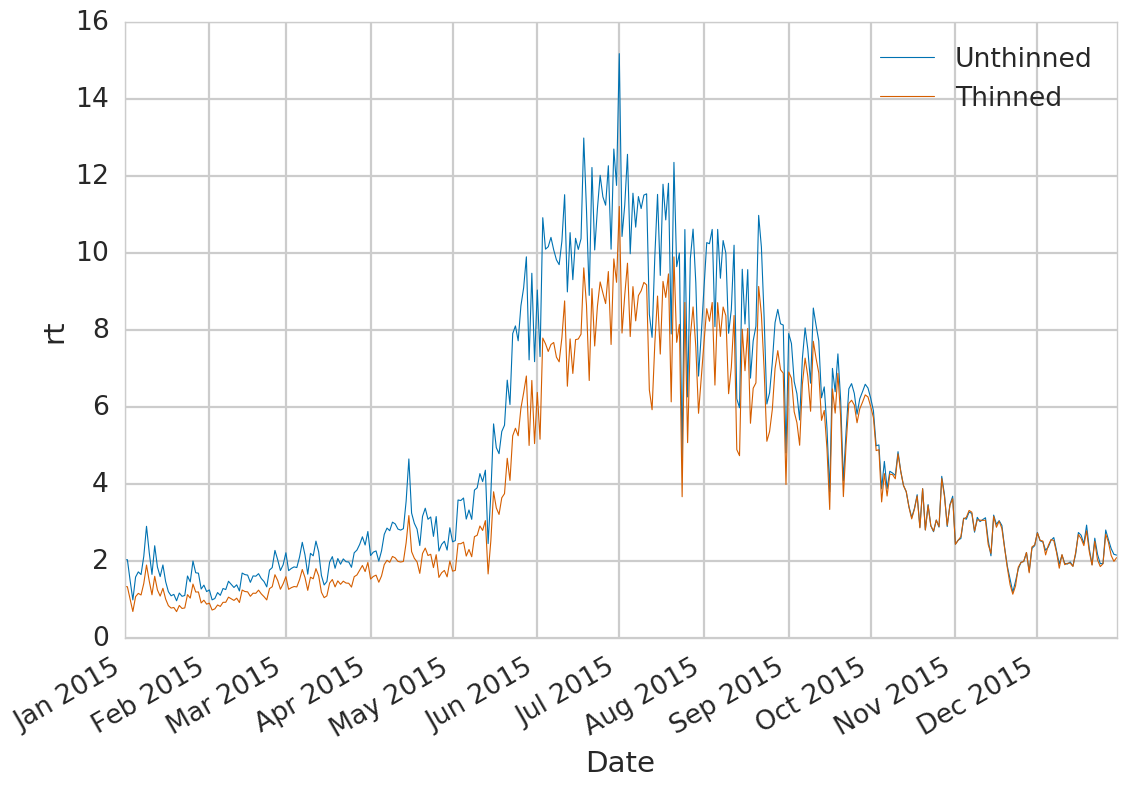 16
14
12
10
8
6
4
2
0
rt
Unthinned
Thinned
Jan 2015
Feb 2015
Mar 2015
Apr 2015
May 2015
Jun 2015
Jul 2015
Aug 2015
Sep 2015
Oct 2015
Nov 2015
Dec 2015
Date